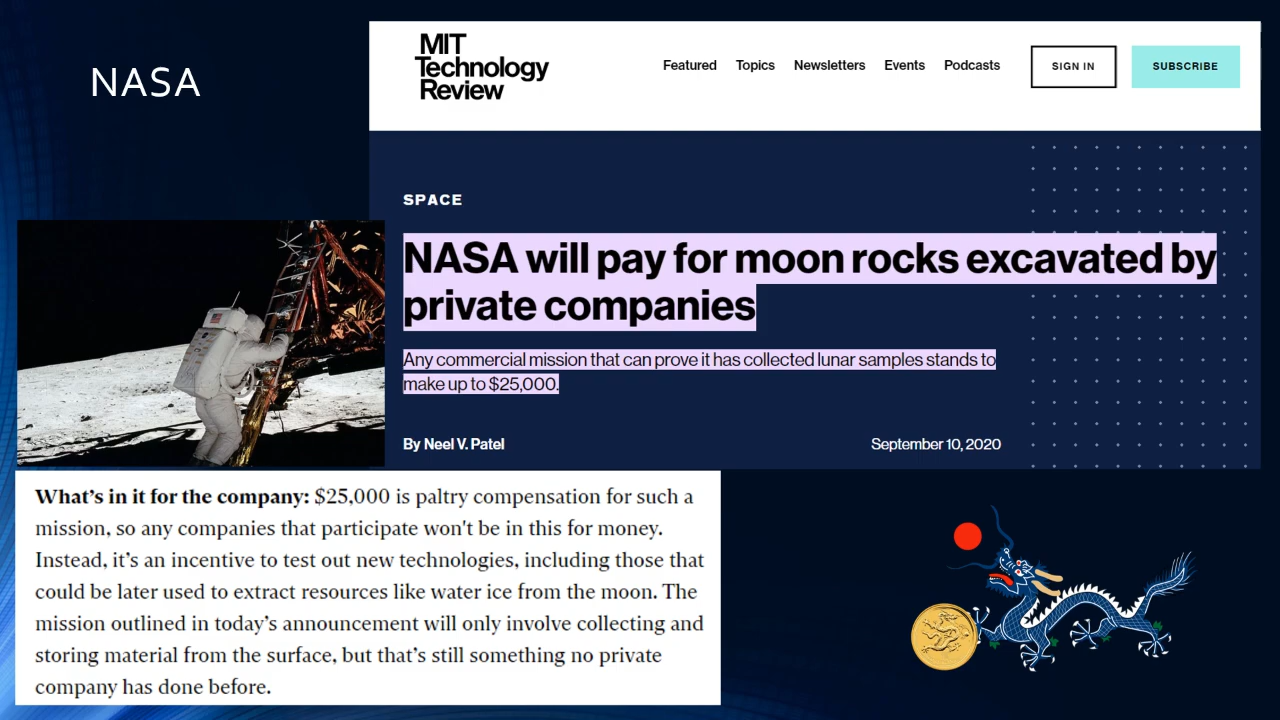 NASA
MIT
Technology
Review
Featured Topics Newsletters Events Podcasts SIGN IN SUBSCRIBE
SPACE
NASA will pay for moon rocks excavated by
private companies
Any commercial mission that can prove it has collected lunar samples stands to
make up to $25,000.
By Neel V. Patel September 10, 2020
What's in it for the company: $25,000 is paltry compensation for such a
mission, so any companies that participate won't be in this for money.
Instead, it's an incentive to test out new technologies, including those that
could be later used to extract resources like water ice from the moon. The
mission outlined in today's announcement will only involve collecting and
storing material from the surface, but that's still something no private
company has done before.